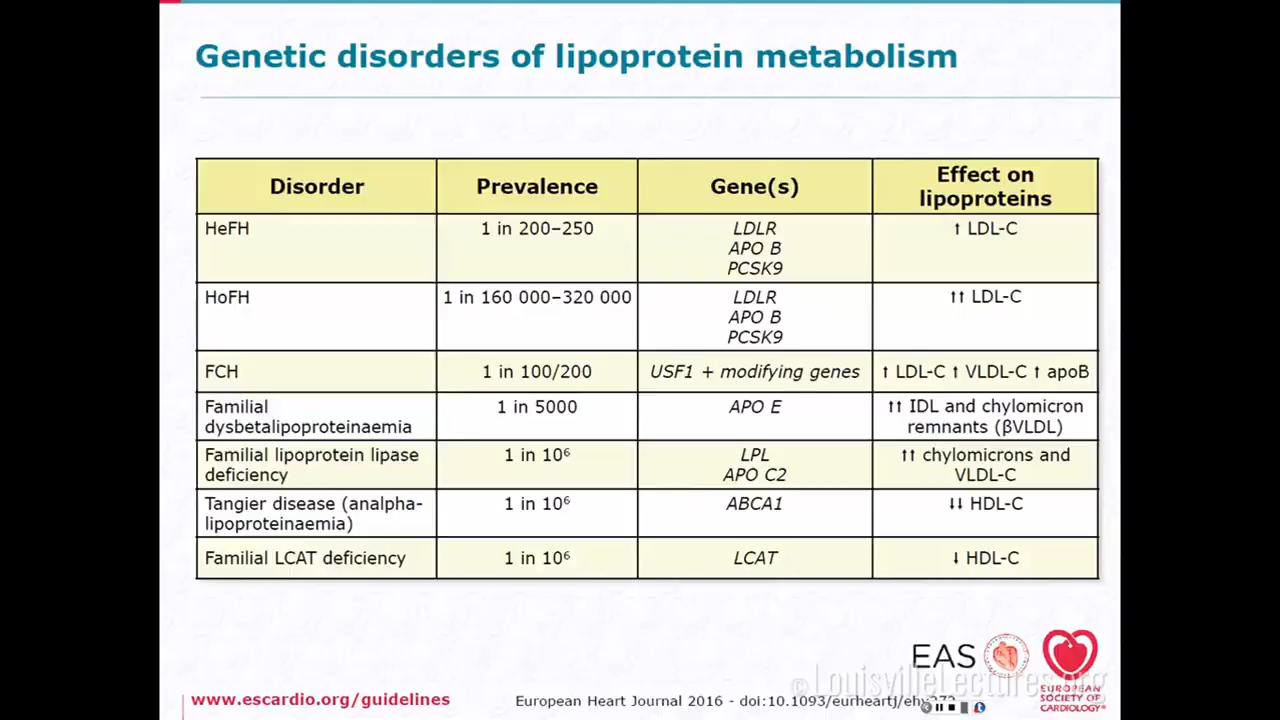 Genetic disorders of lipoprotein metabolism
Disorder Prevalence Gene(s) Effect on lipoproteins
HeFH 1 in 200–250 LDLR ↑ LDL-C
APO B
PCSK9
HoFH 1 in 160 000–320 000 LDLR ↑↑ LDL-C
APO B
PCSK9
FCH 1 in 100/200 USF1 + modifying genes ↑ LDL-C ↑ VLDL-C ↑ apoB
Familial 1 in 5000 APO E ↑↑ IDL and chylomicron
dysbetalipoproteinaemia remnants (βVLDL)
Familial lipoprotein lipase 1 in 10⁶ LPL ↑↑ chylomicrons and
deficiency APO C2 VLDL-C
Tangier disease (analpha- 1 in 10⁶ ABCA1 ↓↓ HDL-C
lipoproteinaemia)
Familial LCAT deficiency 1 in 10⁶ LCAT ↓ HDL-C
EAS
©LouisvilleLectures.org
EUROPEAN
SOCIETY OF
CARDIOLOGY®
www.escardio.org/guidelines
European Heart Journal 2016 - doi:10.1093/eurheartj/ehw272